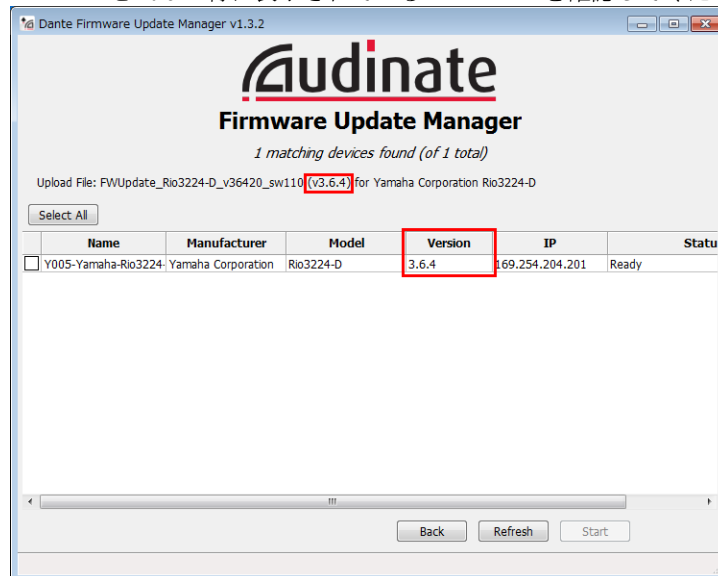 Dante Firmware Update Manager v1.3.2
Audinate
Firmware Update Manager
1 matching devices found (of 1 total)
Upload File: FWUpdate_Rio3224-D_v36420_sw110 (v3.6.4) for Yamaha Corporation Rio3224-D
Select All
Name Manufacturer Model Version IP Statu
Y005-Yamaha-Rio3224- Yamaha Corporation Rio3224-D 3.6.4 169.254.204.201 Ready
Back Refresh Start